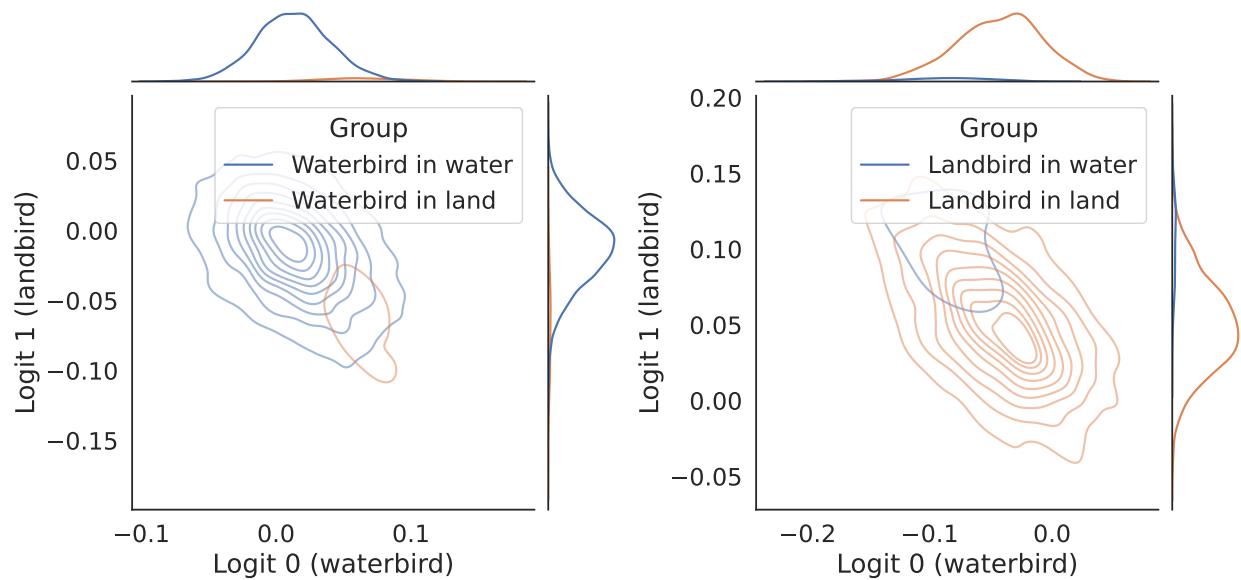 Group
Waterbird in water
Waterbird in land
0.05
0.00
−0.05
−0.10
−0.15
Logit 1 (landbird)
−0.1
0.0
0.1
Logit 0 (waterbird)
Group
Landbird in water
Landbird in land
0.20
0.15
0.10
0.05
0.00
−0.05
Logit 1 (landbird)
−0.2
−0.1
0.0
Logit 0 (waterbird)